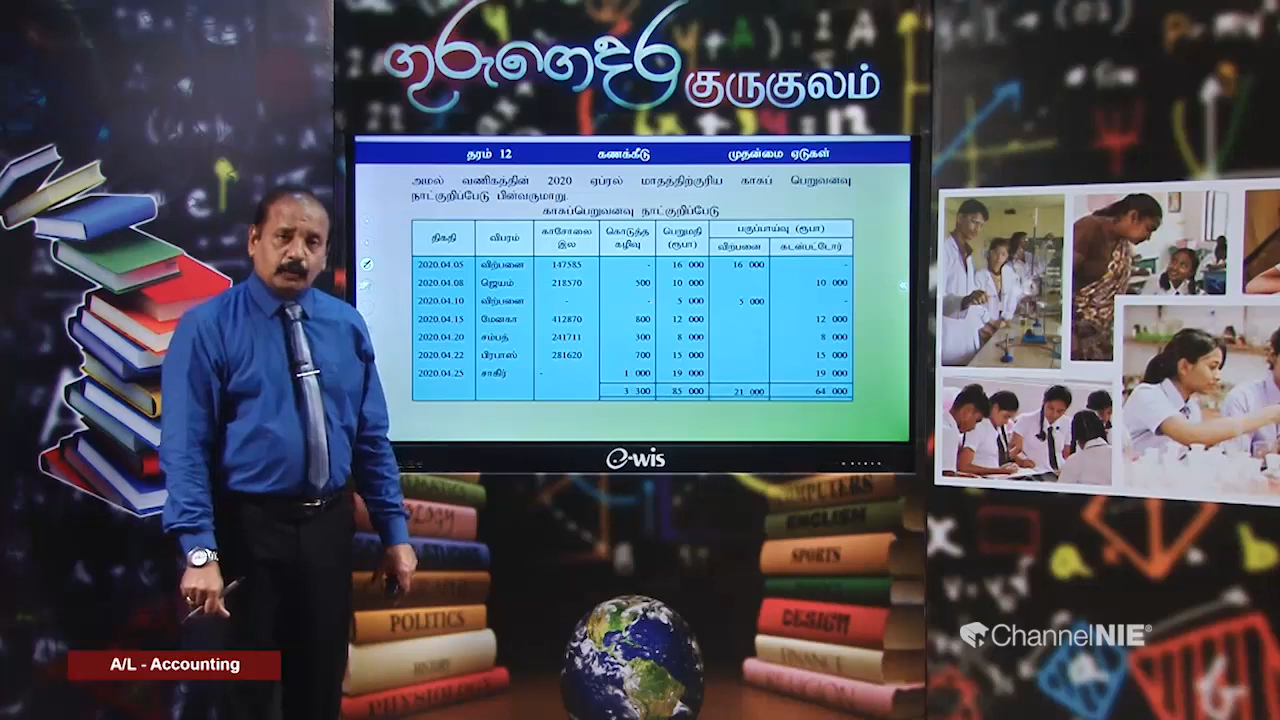 ගුරුගෙදර குருகுலம்
தரம் 12 கணக்கீடு முதன்மை ஏடுகள்
அமல் வணிகத்தின் 2020 ஏப்ரல் மாதத்திற்குரிய காசுப் பெறுவனவு
நாட்குறிப்பேடு பின்வருமாறு.
காசுப்பெறுவனவு நாட்குறிப்பேடு
திகதி விபரம் காசோலை இல கொடுத்த கழிவு பெறுமதி (ரூபா) பகுப்பாய்வு (ரூபா)
விற்பனை கடன்பட்டோர்
2020.04.05 விற்பனை 147585 - 16 000 16 000 -
2020.04.08 ஜெயம் 218570 500 10 000 10 000
2020.04.10 விற்பனை - - 5 000 5 000 -
2020.04.15 மேனகா 412870 800 12 000 12 000
2020.04.20 சம்பத் 241711 300 8 000 8 000
2020.04.22 பிரபாஸ் 281620 700 15 000 15 000
2020.04.25 சாகிர் - 1 000 19 000 19 000
3 300 85 000 21 000 64 000
e-wis
COMPUTERS
ENGLISH
SPORTS
POLITICS
DESIGN
HISTORY
FINANCE
PHYSIOLOGY
ChannelNIE®
A/L - Accounting